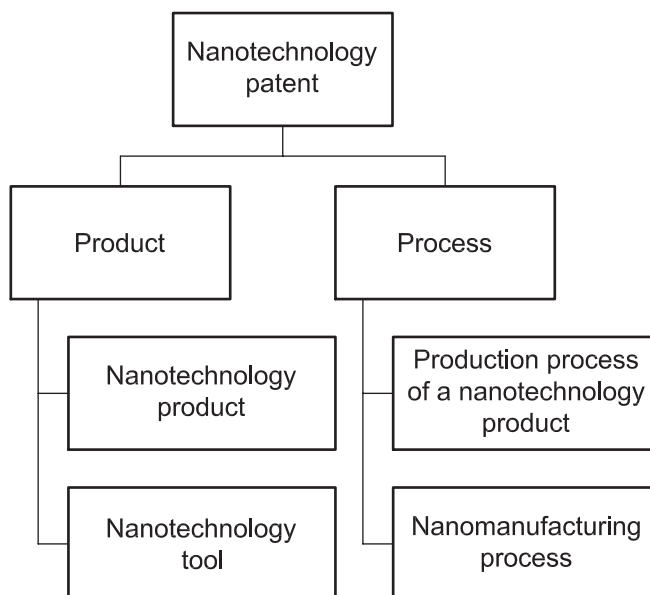 Nanotechnology
patent
Product
Process
Nanotechnology
product
Production process
of a nanotechnology
product
Nanotechnology
tool
Nanomanufacturing
process